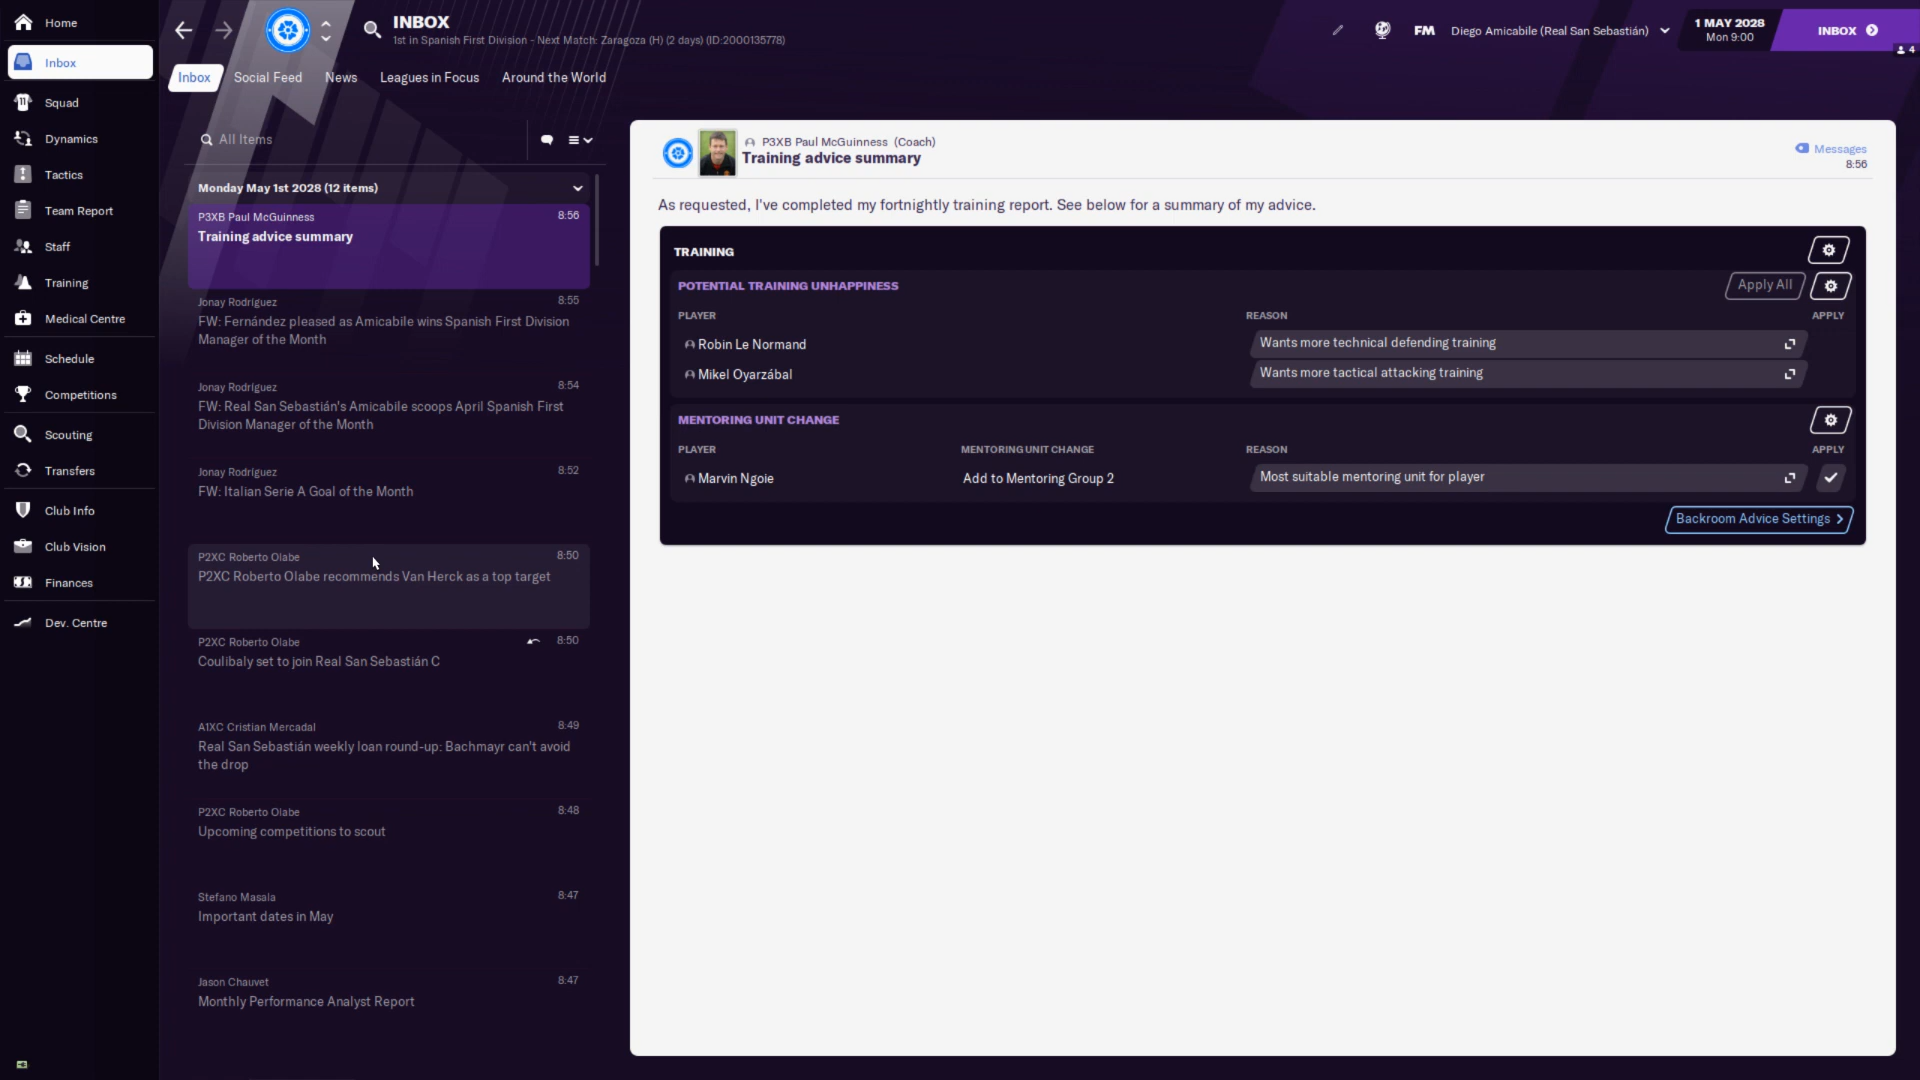 Home
Inbox
Squad
Dynamics
Tactics
Team Report
Staff
Training
Medical Centre
Schedule
Competitions
Scouting
Transfers
Club Info
Club Vision
Finances
Dev. Centre
INBOX
1st in Spanish First Division - Next Match: Zaragoza (H) (2 days) (ID:2000135778)
FM
Diego Amicabile (Real San Sebastián)
1 MAY 2028
Mon 9:00
INBOX
4
Inbox
Social Feed
News
Leagues in Focus
Around the World
All Items
Monday May 1st 2028 (12 items)
P3XB Paul McGuinness
8:56
Training advice summary
Jonay Rodríguez
8:55
FW: Fernández pleased as Amicabile wins Spanish First Division
Manager of the Month
Jonay Rodríguez
8:54
FW: Real San Sebastián's Amicabile scoops April Spanish First
Division Manager of the Month
Jonay Rodríguez
8:52
FW: Italian Serie A Goal of the Month
P2XC Roberto Olabe
8:50
P2XC Roberto Olabe recommends Van Herck as a top target
P2XC Roberto Olabe
8:50
Coulibaly set to join Real San Sebastián C
A1XC Cristian Mercadal
8:49
Real San Sebastián weekly loan round-up: Bachmayr can't avoid
the drop
P2XC Roberto Olabe
8:48
Upcoming competitions to scout
Stefano Masala
8:47
Important dates in May
Jason Chauvet
8:47
Monthly Performance Analyst Report
P3XB Paul McGuinness (Coach)
Training advice summary
Messages
8:56
As requested, I've completed my fortnightly training report. See below for a summary of my advice.
TRAINING
POTENTIAL TRAINING UNHAPPINESS
Apply All
PLAYER
REASON
APPLY
Robin Le Normand
Wants more technical defending training
Mikel Oyarzábal
Wants more tactical attacking training
MENTORING UNIT CHANGE
PLAYER
MENTORING UNIT CHANGE
REASON
APPLY
Marvin Ngoie
Add to Mentoring Group 2
Most suitable mentoring unit for player
Backroom Advice Settings